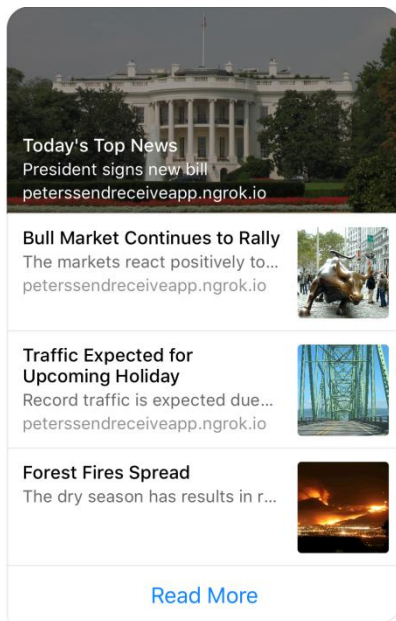 Today's Top News
President signs new bill
peterssendreceiveapp.ngrok.io
Bull Market Continues to Rally
The markets react positively to...
peterssendreceiveapp.ngrok.io
Traffic Expected for
Upcoming Holiday
Record traffic is expected due...
peterssendreceiveapp.ngrok.io
Forest Fires Spread
The dry season has results in r...
Read More